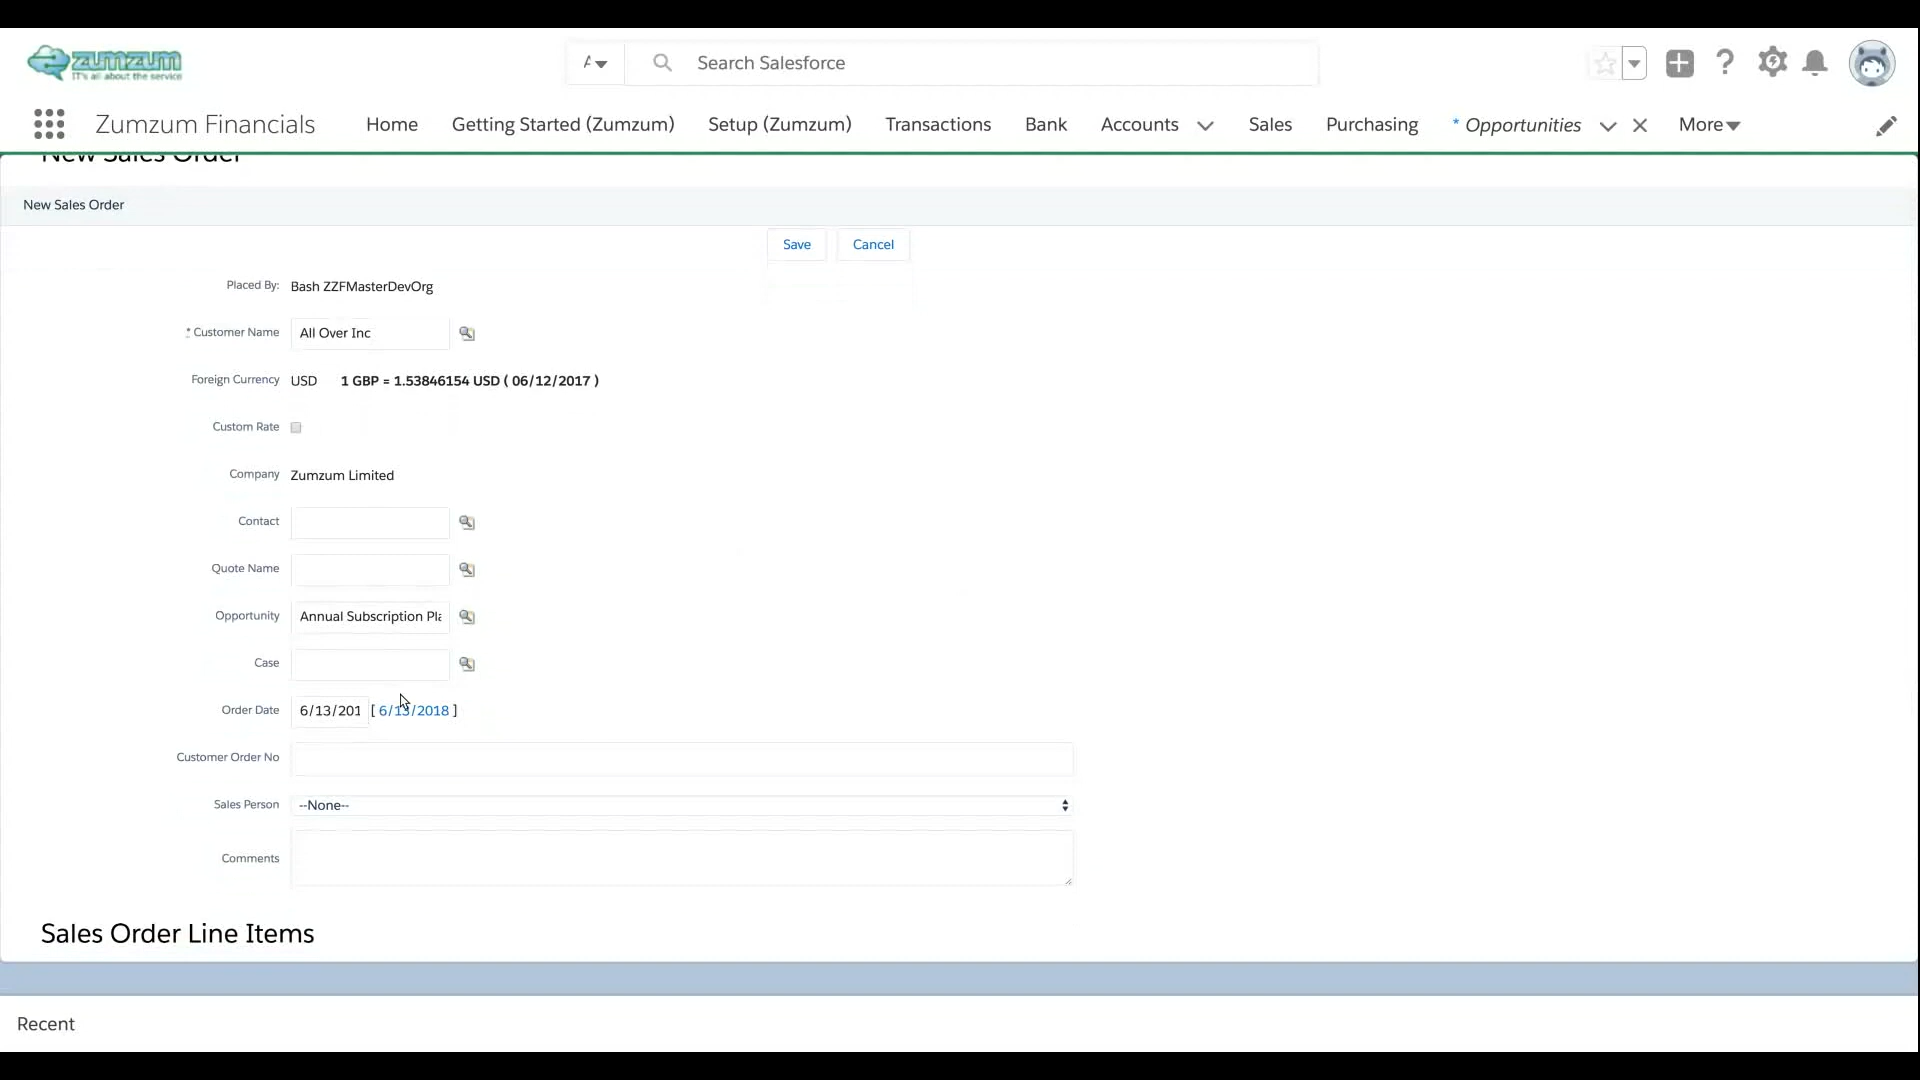 zumzum
IT's all about the service
Search Salesforce
Zumzum Financials
Home
Getting Started (Zumzum)
Setup (Zumzum)
Transactions
Bank
Accounts
Sales
Purchasing
* Opportunities
More
New Sales Order
New Sales Order
Save
Cancel
Placed By: Bash ZZFMasterDevOrg
* Customer Name All Over Inc
Foreign Currency USD 1 GBP = 1.53846154 USD ( 06/12/2017 )
Custom Rate
Company Zumzum Limited
Contact
Quote Name
Opportunity Annual Subscription Pla
Case
Order Date 6/13/201 [ 6/13/2018 ]
Customer Order No
Sales Person --None--
Comments
Sales Order Line Items
Recent